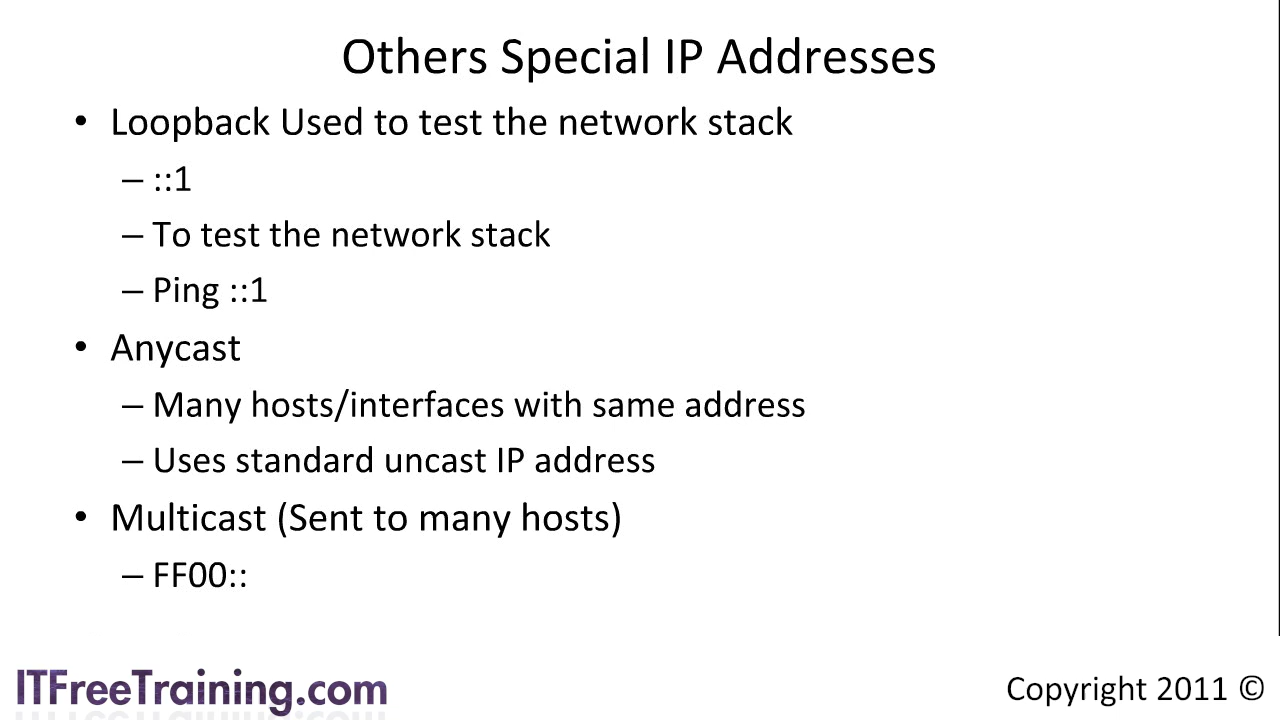 Others Special IP Addresses
• Loopback Used to test the network stack
– ::1
– To test the network stack
– Ping ::1
• Anycast
– Many hosts/interfaces with same address
– Uses standard uncast IP address
• Multicast (Sent to many hosts)
– FF00::
ITFreeTraining.com
Copyright 2011 ©